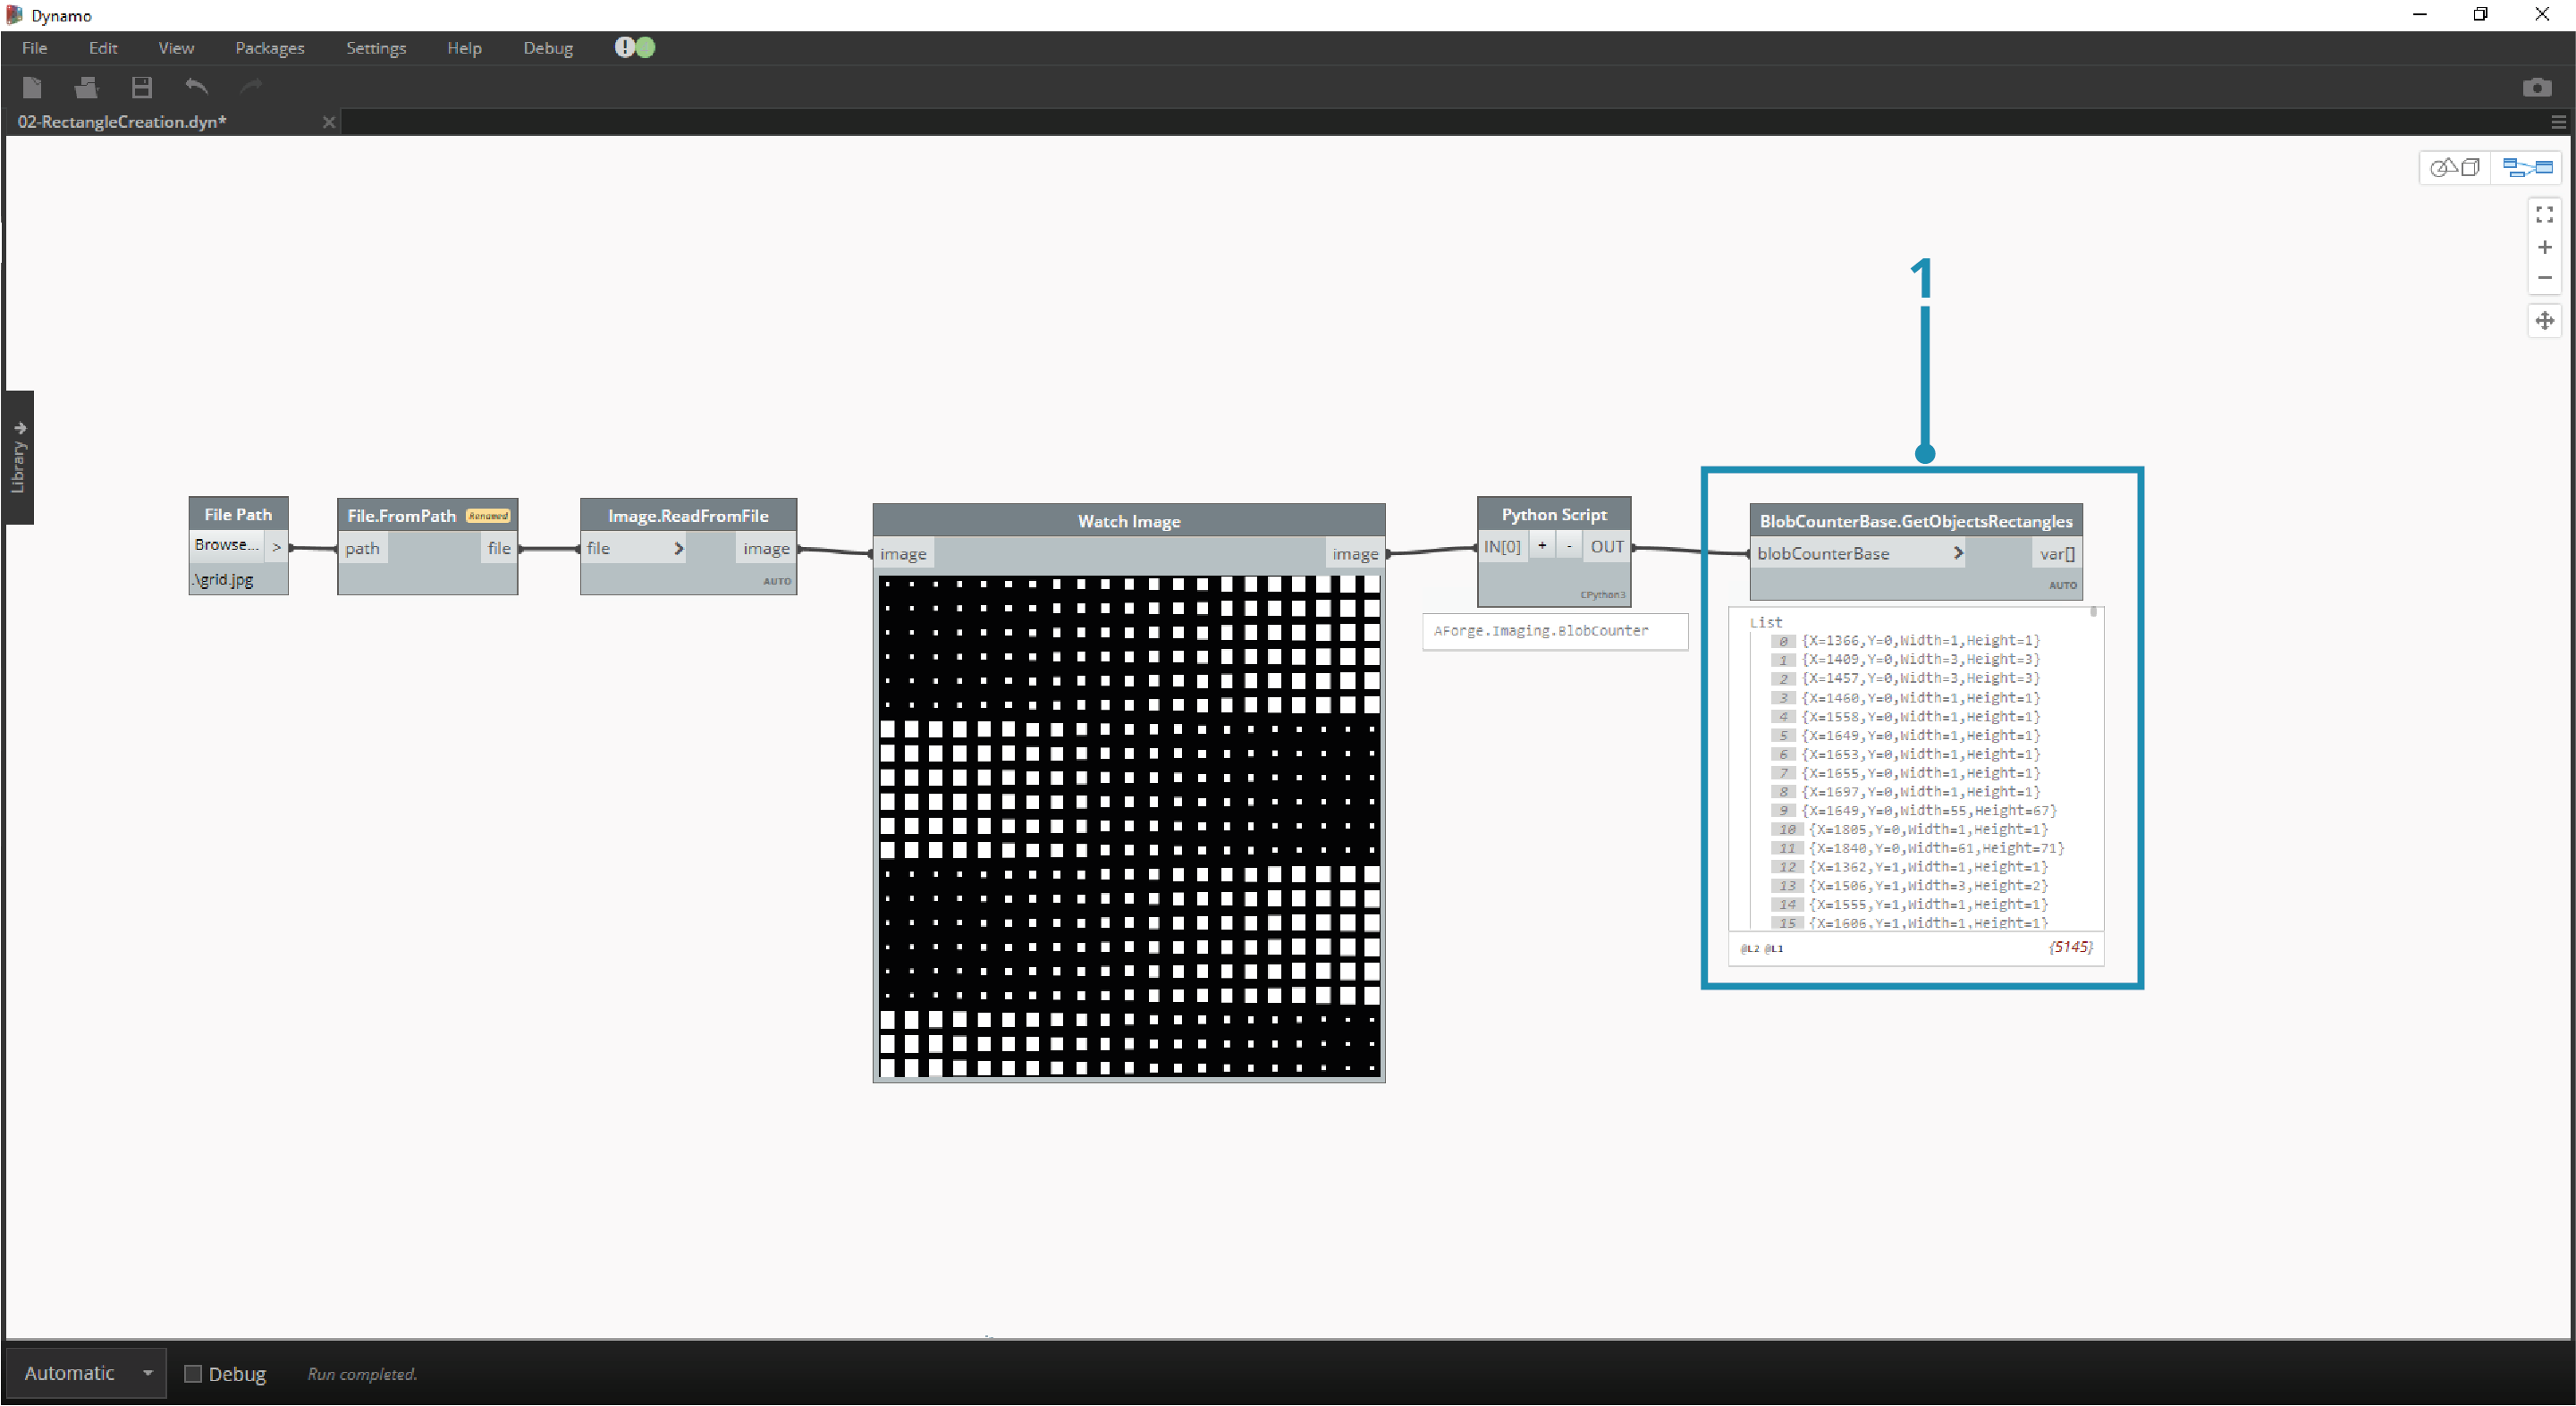 Dynamo
File Edit View Packages Settings Help Debug
02-RectangleCreation.dyn*
1
Library
File Path
Browse... >
.\grid.jpg
File.FromPath Renamed
path file
Image.ReadFromFile
file > image
AUTO
Watch Image
image image
Python Script
IN[0] + - OUT
CPython3
AForge.Imaging.BlobCounter
BlobCounterBase.GetObjectsRectangles
blobCounterBase > var[]
AUTO
List
0 {X=1366,Y=0,Width=1,Height=1}
1 {X=1409,Y=0,Width=3,Height=3}
2 {X=1457,Y=0,Width=3,Height=3}
3 {X=1460,Y=0,Width=1,Height=1}
4 {X=1558,Y=0,Width=1,Height=1}
5 {X=1649,Y=0,Width=1,Height=1}
6 {X=1653,Y=0,Width=1,Height=1}
7 {X=1655,Y=0,Width=1,Height=1}
8 {X=1697,Y=0,Width=1,Height=1}
9 {X=1649,Y=0,Width=55,Height=67}
10 {X=1805,Y=0,Width=1,Height=1}
11 {X=1840,Y=0,Width=61,Height=71}
12 {X=1362,Y=1,Width=1,Height=1}
13 {X=1506,Y=1,Width=3,Height=2}
14 {X=1555,Y=1,Width=1,Height=1}
15 {X=1606,Y=1,Width=1,Height=1}
@L2 @L1 {5145}
Automatic Debug Run completed.